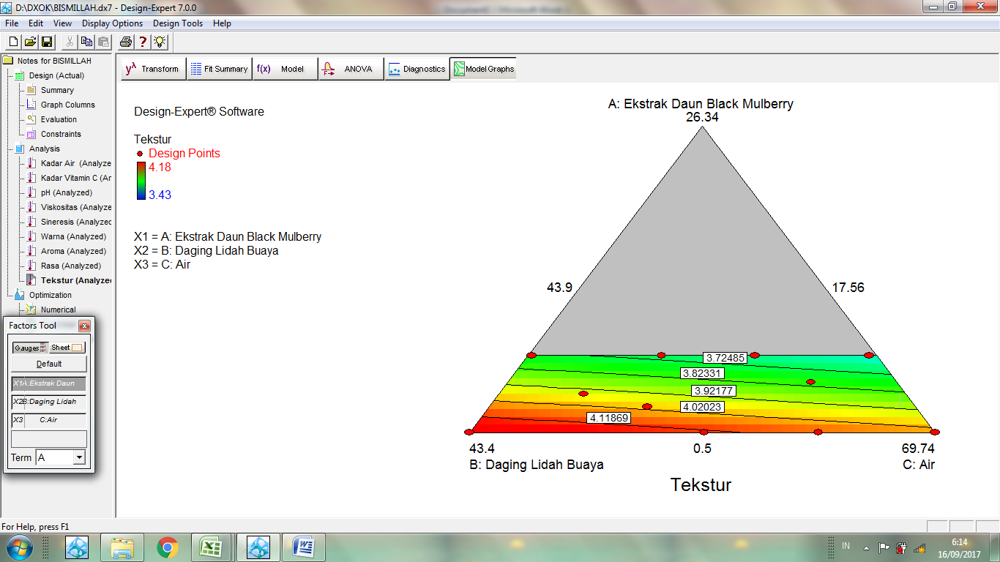 D:\DXOK\BISMILLAH.dx7 - Design-Expert 7.0.0
File Edit View Display Options Design Tools Help
Notes for BISMILLAH
Design (Actual)
Summary
Graph Columns
Evaluation
Constraints
Analysis
Kadar Air (Analyze
Kadar Vitamin C (Ar
pH (Analyzed)
Viskositas (Analyze
Sineresis (Analyzed
Warna (Analyzed)
Aroma (Analyzed)
Rasa (Analyzed)
Tekstur (Analyzed
Optimization
Numerical
Factors Tool
Gauges Sheet
Default
X1A:Ekstrak Daun
X2B:Daging Lidah
X3 C:Air
Term A
yλ Transform
Fit Summary
f(x) Model
F ANOVA
Diagnostics
Model Graphs
Design-Expert® Software
Tekstur
Design Points
4.18
3.43
X1 = A: Ekstrak Daun Black Mulberry
X2 = B: Daging Lidah Buaya
X3 = C: Air
A: Ekstrak Daun Black Mulberry
26.34
43.9
17.56
3.72485
3.82331
3.92177
4.02023
4.11869
43.4
0.5
69.74
B: Daging Lidah Buaya
C: Air
Tekstur
For Help, press F1
IN
6:14
16/09/2017